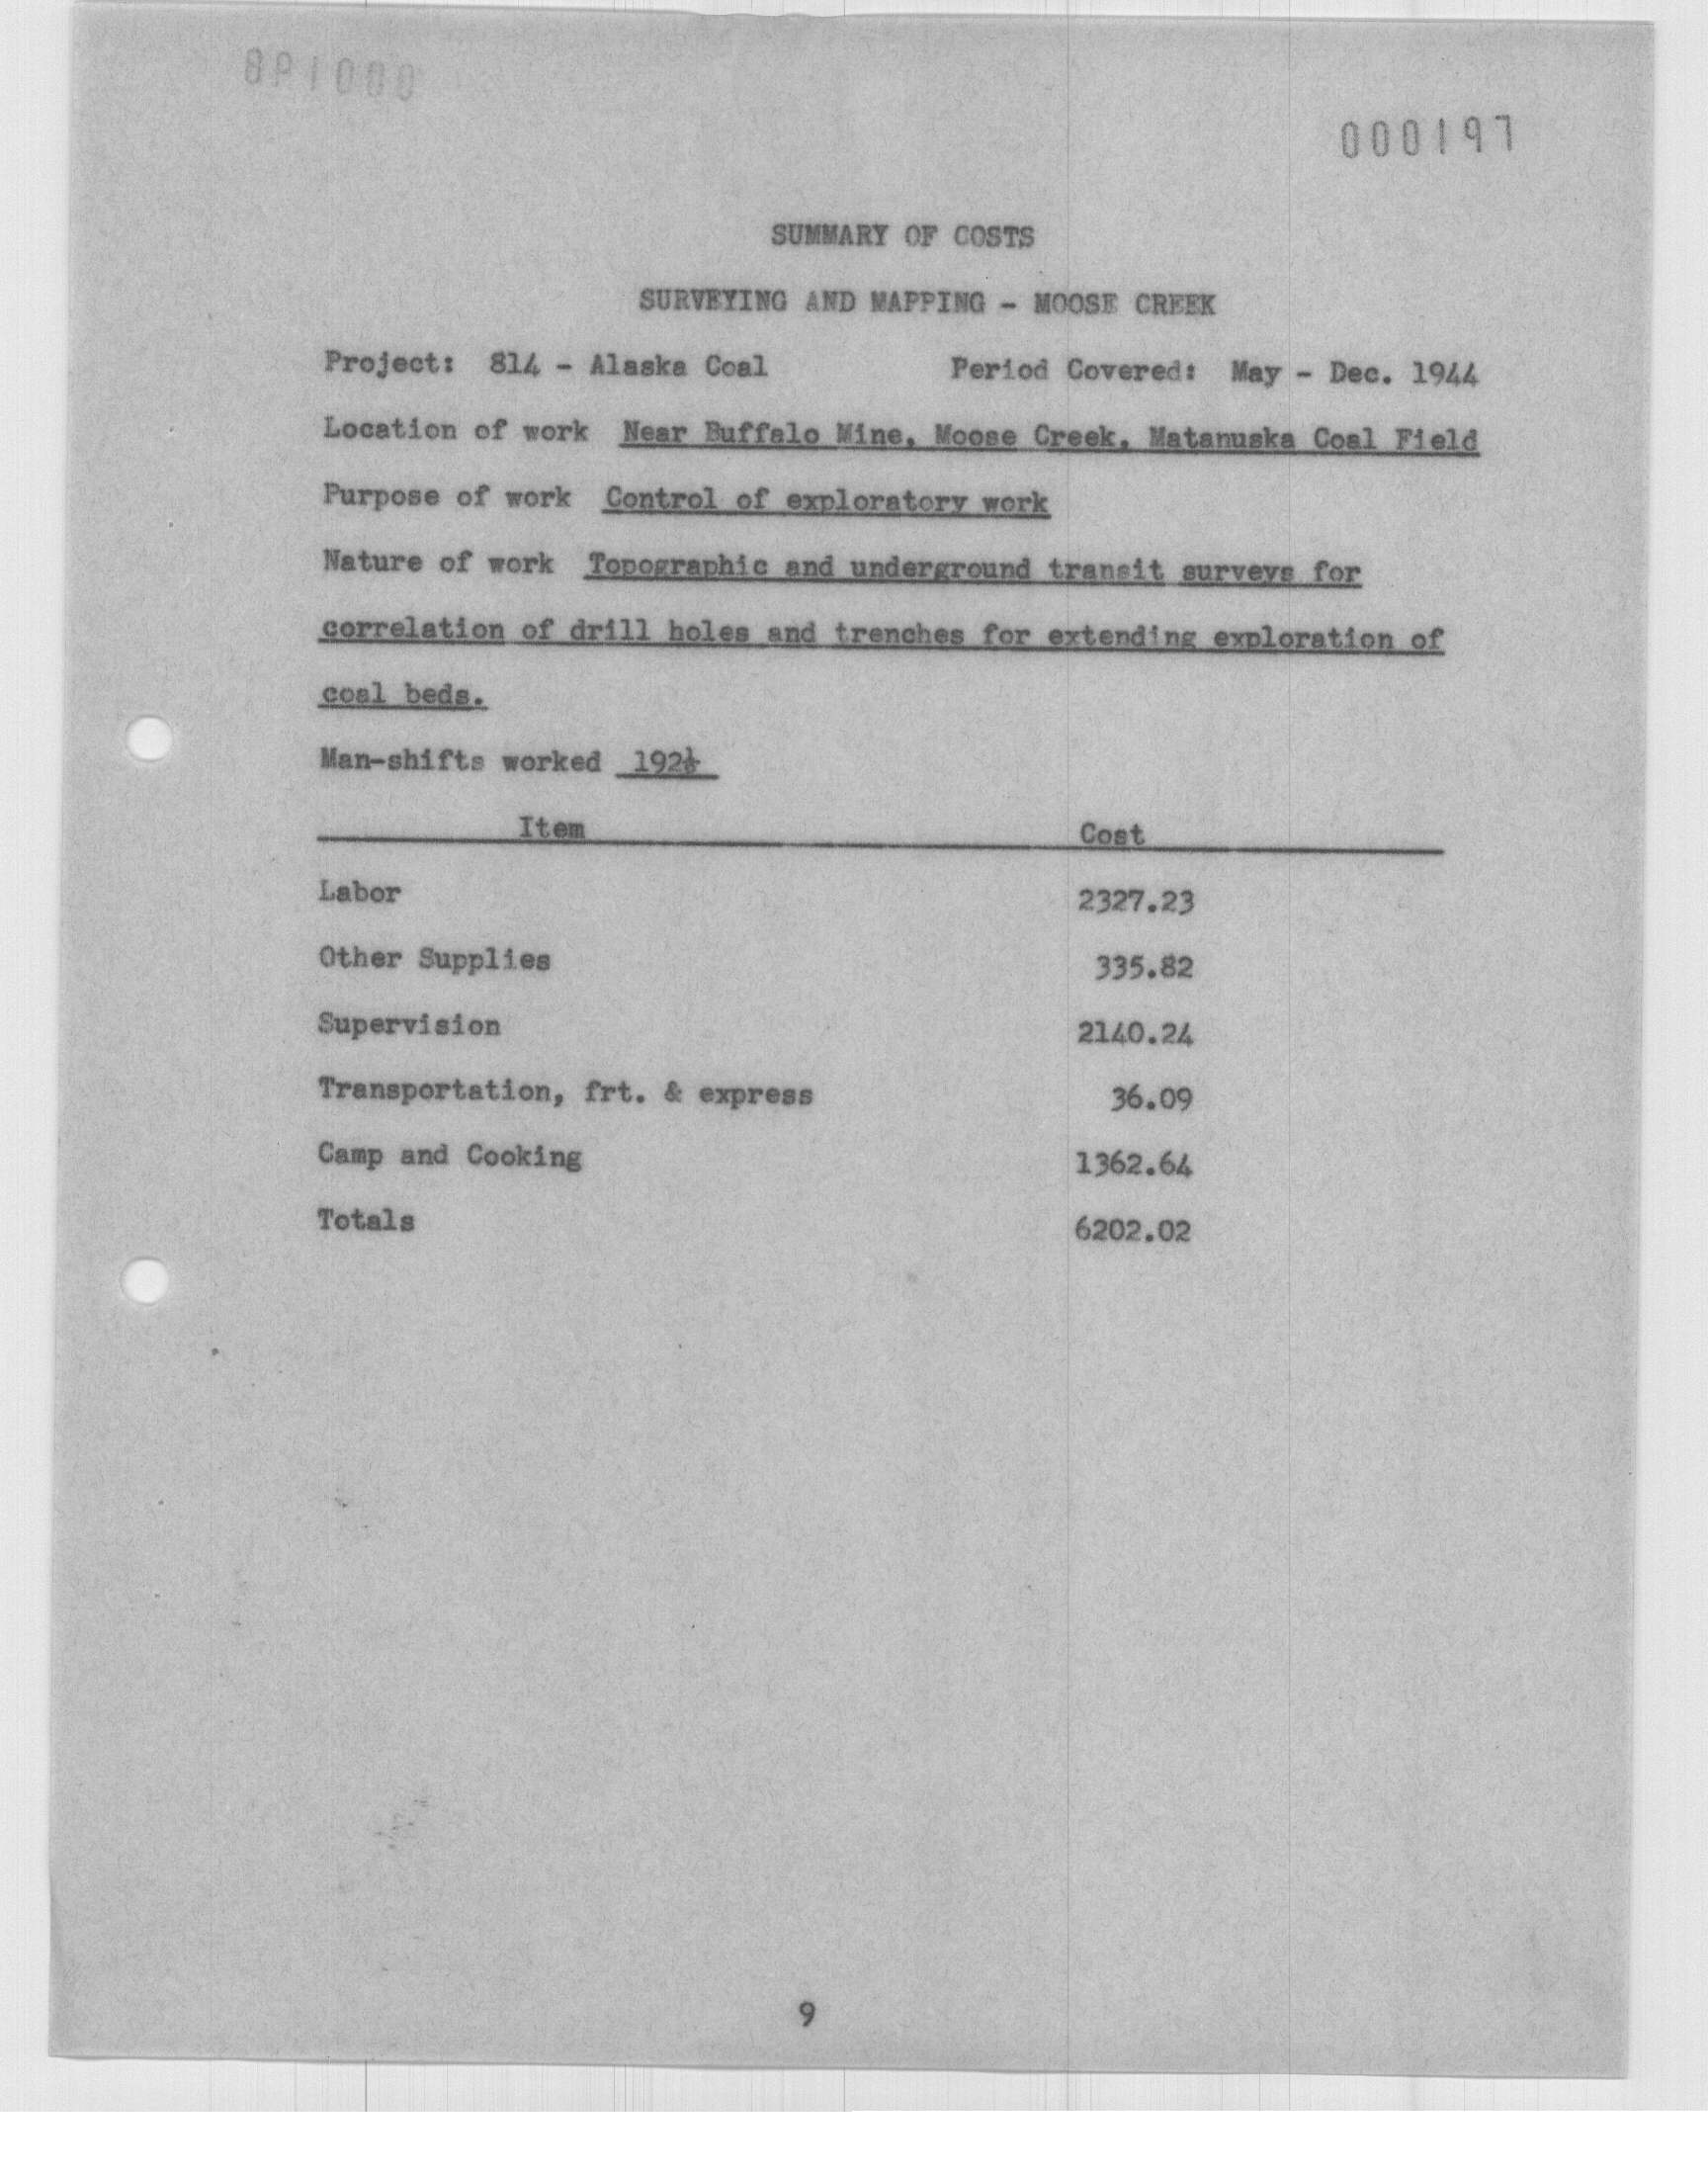 000197
SUMMARY OF COSTS
SURVEYING AND MAPPING - MOOSE CREEK
Project: 814 - Alaska Coal Period Covered: May - Dec. 1944
Location of work Near Buffalo Mine, Moose Creek, Matanuska Coal Field
Purpose of work Control of exploratory work
Nature of work Topographic and underground transit surveys for
correlation of drill holes and trenches for extending exploration of
coal beds.
Man-shifts worked 192½
Item Cost
Labor 2327.23
Other Supplies 335.82
Supervision 2140.24
Transportation, frt. & express 36.09
Camp and Cooking 1362.64
Totals 6202.02
9